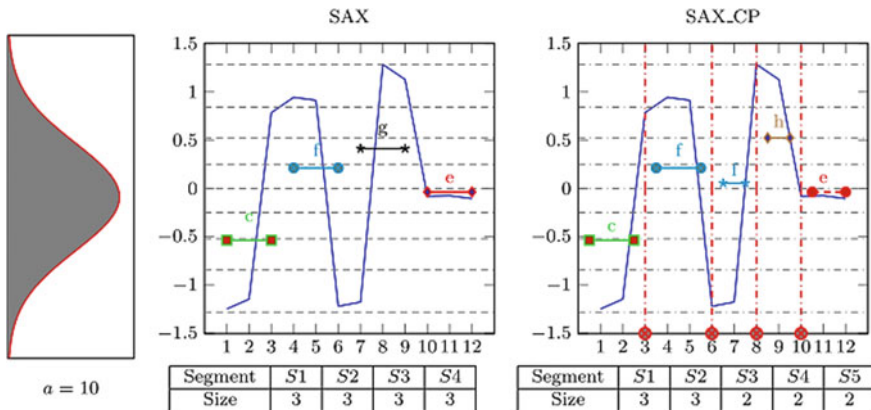 a = 10
SAX
1.5
1
0.5
0
−0.5
−1
−1.5
g
f
e
c
1 2 3 4 5 6 7 8 9 10 11 12
Segment S1 S2 S3 S4
Size 3 3 3 3
SAX_CP
1.5
1
0.5
0
−0.5
−1
−1.5
h
f
f
e
c
1 2 3 4 5 6 7 8 9 10 11 12
Segment S1 S2 S3 S4 S5
Size 3 3 2 2 2